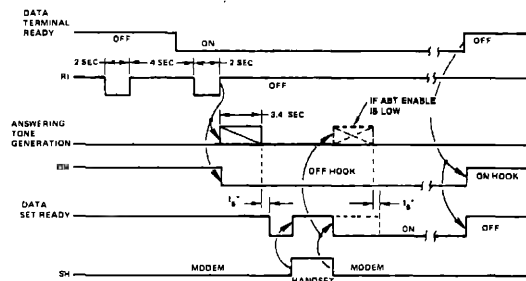 DATA
TERMINAL
READY
OFF
ON
OFF
2 SEC
4 SEC
2 SEC
RI
OFF
3.4 SEC
IF ABT ENABLE
IS LOW
ANSWERING
TONE
GENERATION
OFF HOOK
ON HOOK
DATA
SET READY
ON
OFF
SH
MODEM
HANDSET
MODEM